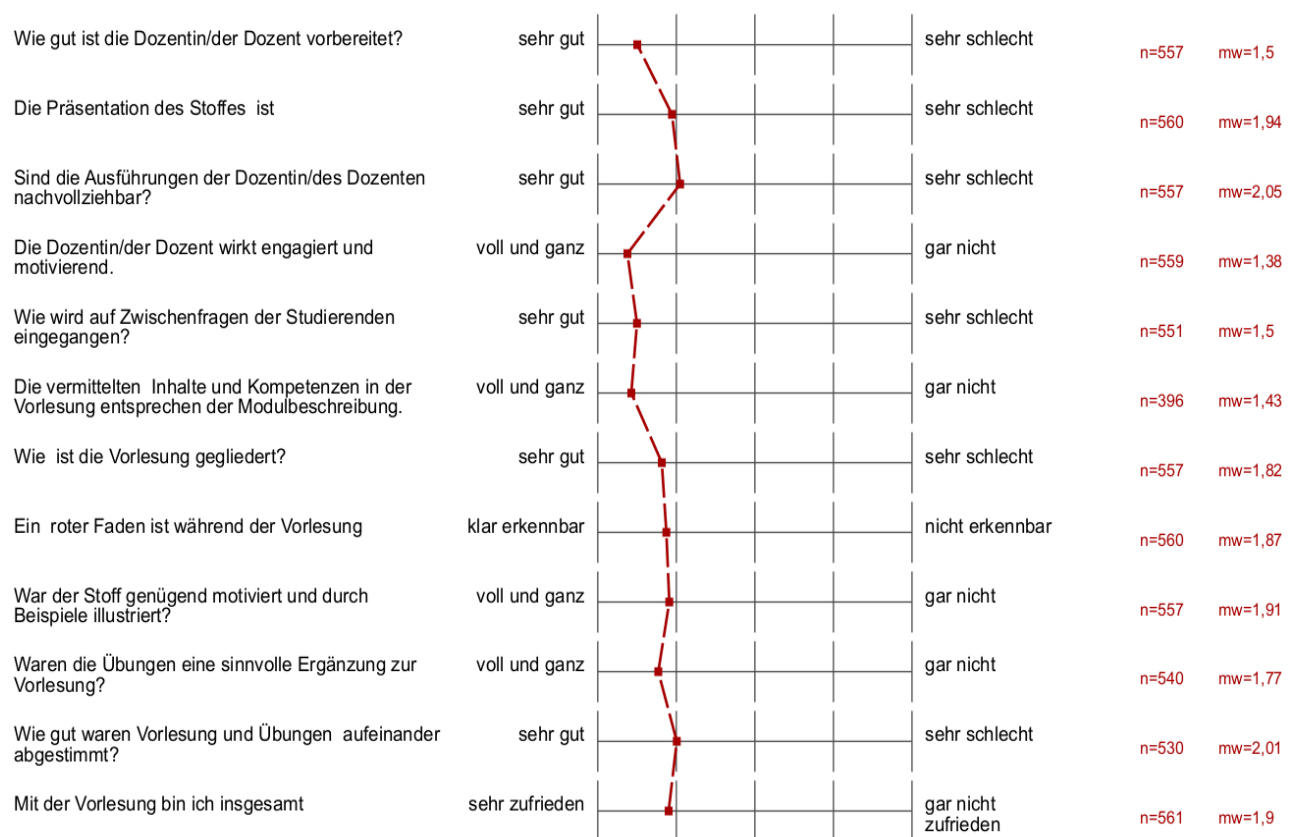 Wie gut ist die Dozentin/der Dozent vorbereitet? sehr gut sehr schlecht n=557 mw=1,5
Die Präsentation des Stoffes ist sehr gut sehr schlecht n=560 mw=1,94
Sind die Ausführungen der Dozentin/des Dozenten sehr gut sehr schlecht n=557 mw=2,05
nachvollziehbar?
Die Dozentin/der Dozent wirkt engagiert und voll und ganz gar nicht n=559 mw=1,38
motivierend.
Wie wird auf Zwischenfragen der Studierenden sehr gut sehr schlecht n=551 mw=1,5
eingegangen?
Die vermittelten Inhalte und Kompetenzen in der voll und ganz gar nicht n=396 mw=1,43
Vorlesung entsprechen der Modulbeschreibung.
Wie ist die Vorlesung gegliedert? sehr gut sehr schlecht n=557 mw=1,82
Ein roter Faden ist während der Vorlesung klar erkennbar nicht erkennbar n=560 mw=1,87
War der Stoff genügend motiviert und durch voll und ganz gar nicht n=557 mw=1,91
Beispiele illustriert?
Waren die Übungen eine sinnvolle Ergänzung zur voll und ganz gar nicht n=540 mw=1,77
Vorlesung?
Wie gut waren Vorlesung und Übungen aufeinander sehr gut sehr schlecht n=530 mw=2,01
abgestimmt?
Mit der Vorlesung bin ich insgesamt sehr zufrieden gar nicht n=561 mw=1,9
zufrieden